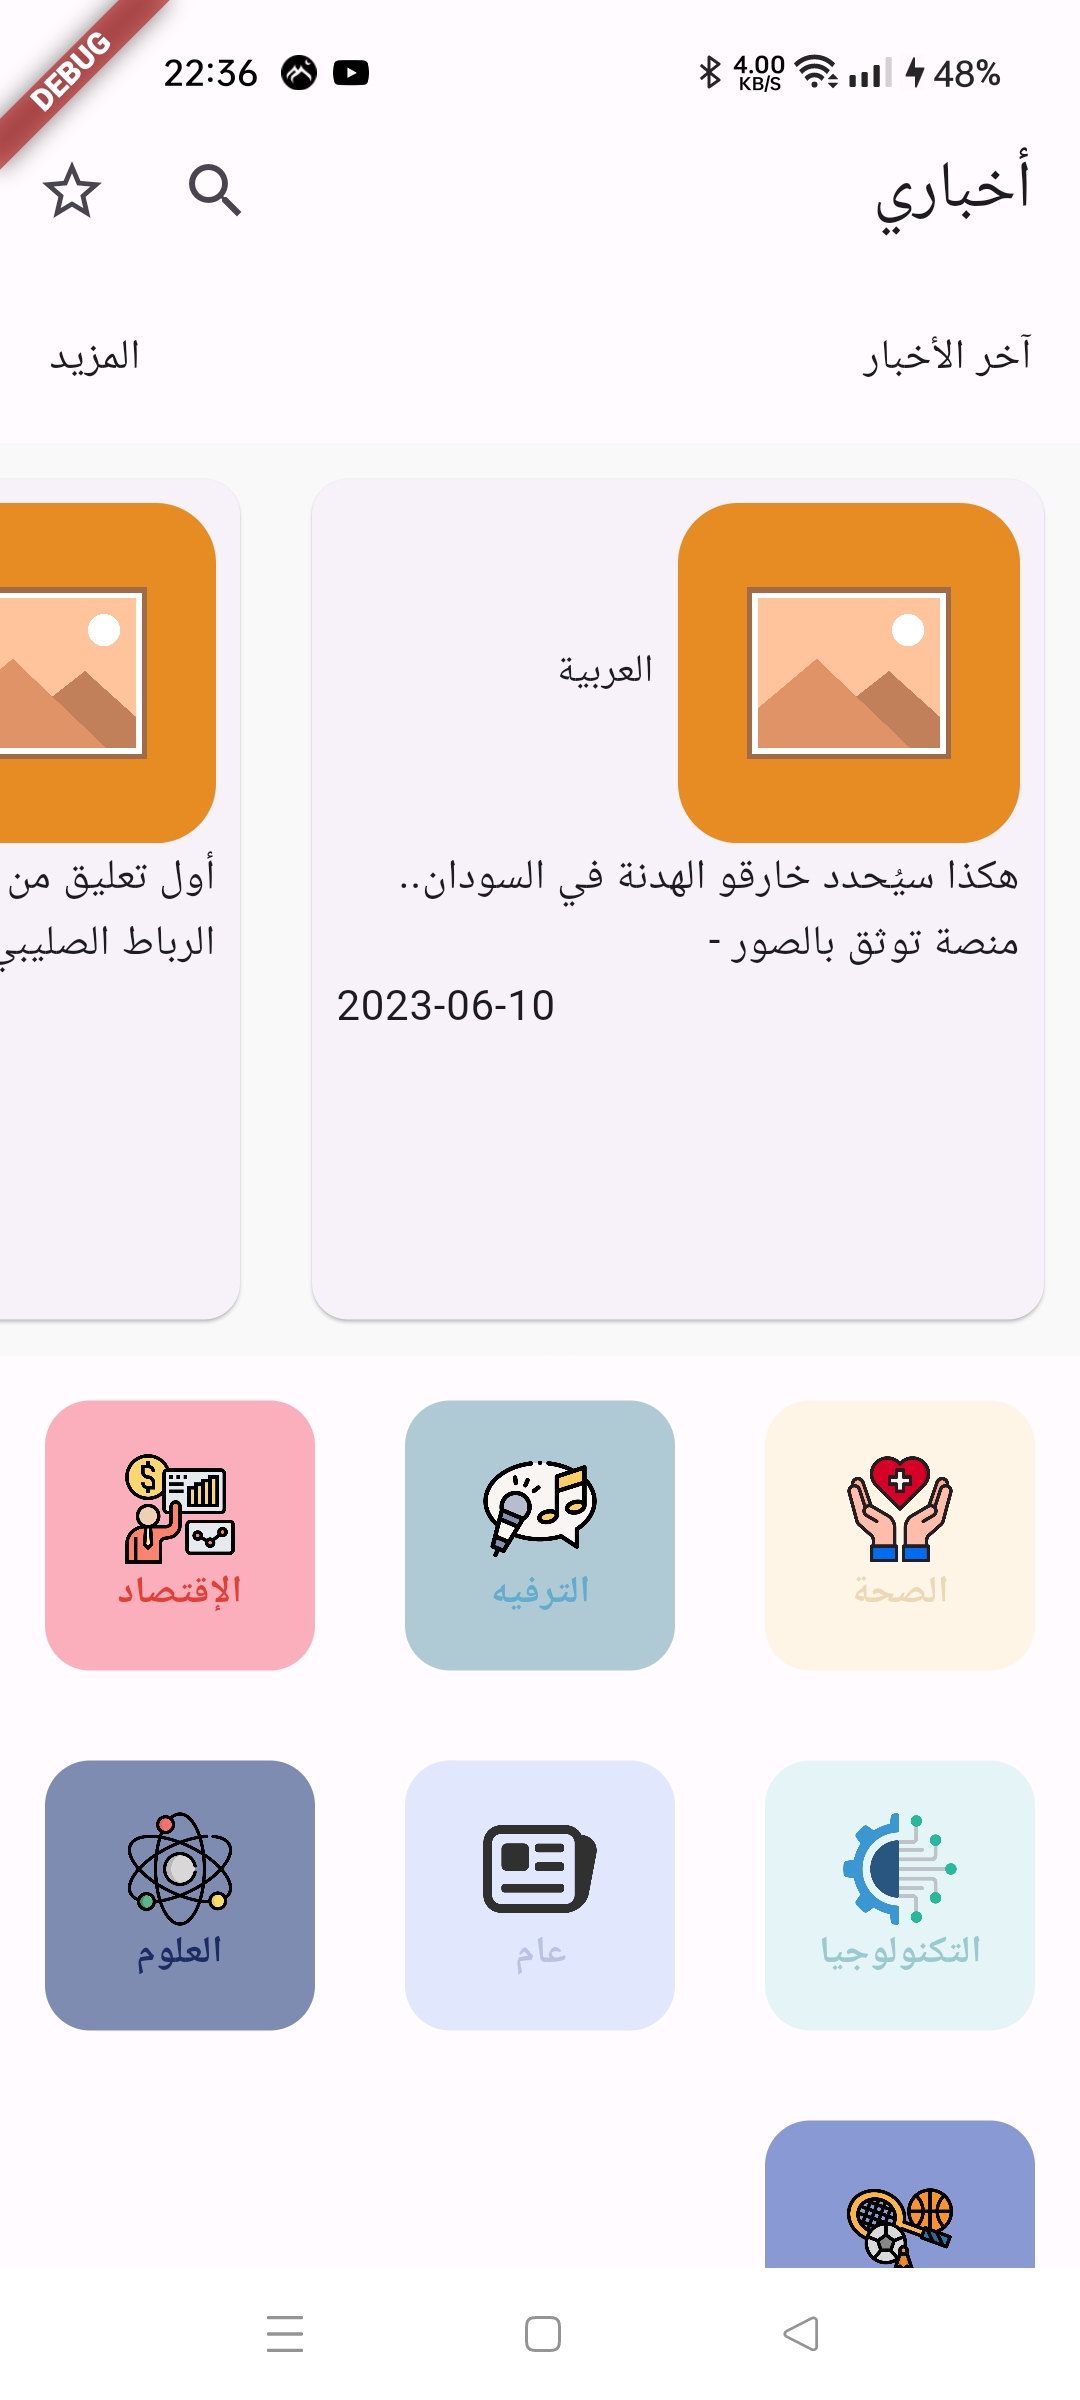 DEBUG
22:36
4.00 KB/S
48%
أخباري
آخر الأخبار
المزيد
العربية
هكذا سيُحدد خارقو الهدنة في السودان..
منصة توثق بالصور -
2023-06-10
أول تعليق من
الرباط الصليبي
الصحة
الترفيه
الإقتصاد
التكنولوجيا
عام
العلوم